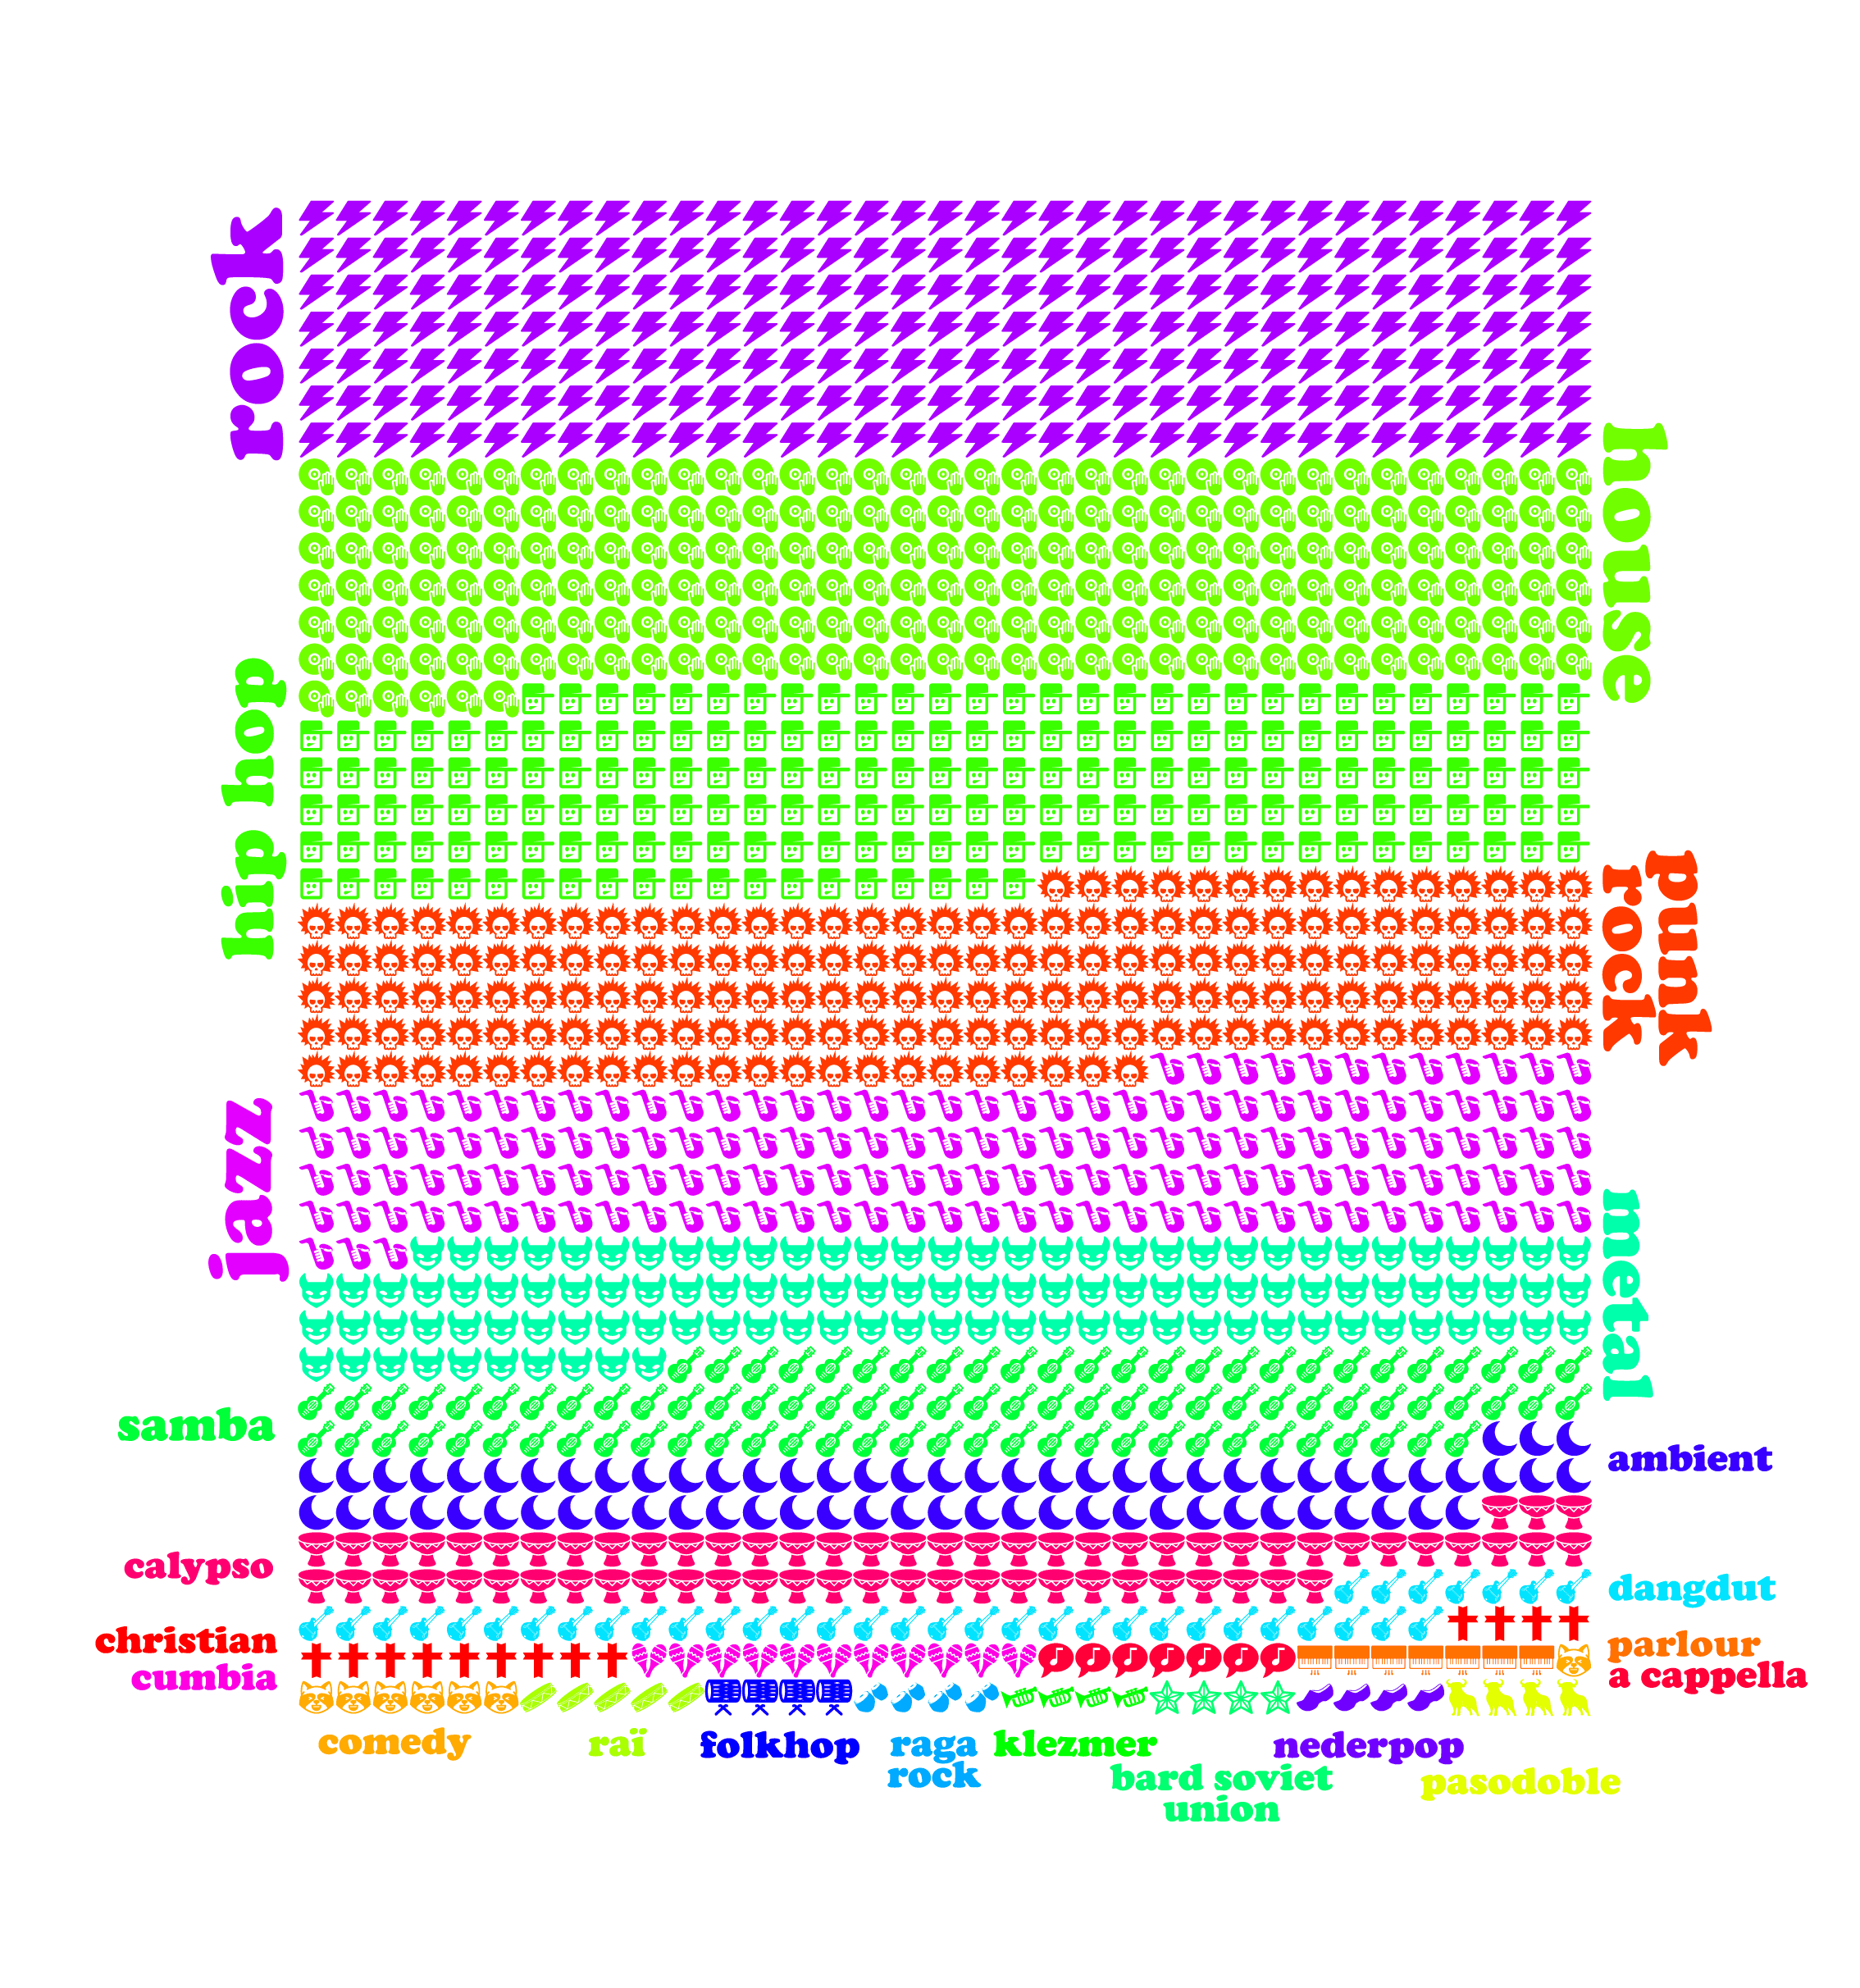 rock
house
hip hop
punk
rock
jazz
metal
samba
ambient
calypso
dangdut
christian
parlour
cumbia
a cappella
comedy
raï
folkhop
raga
rock
klezmer
bard soviet
union
nederpop
pasodoble